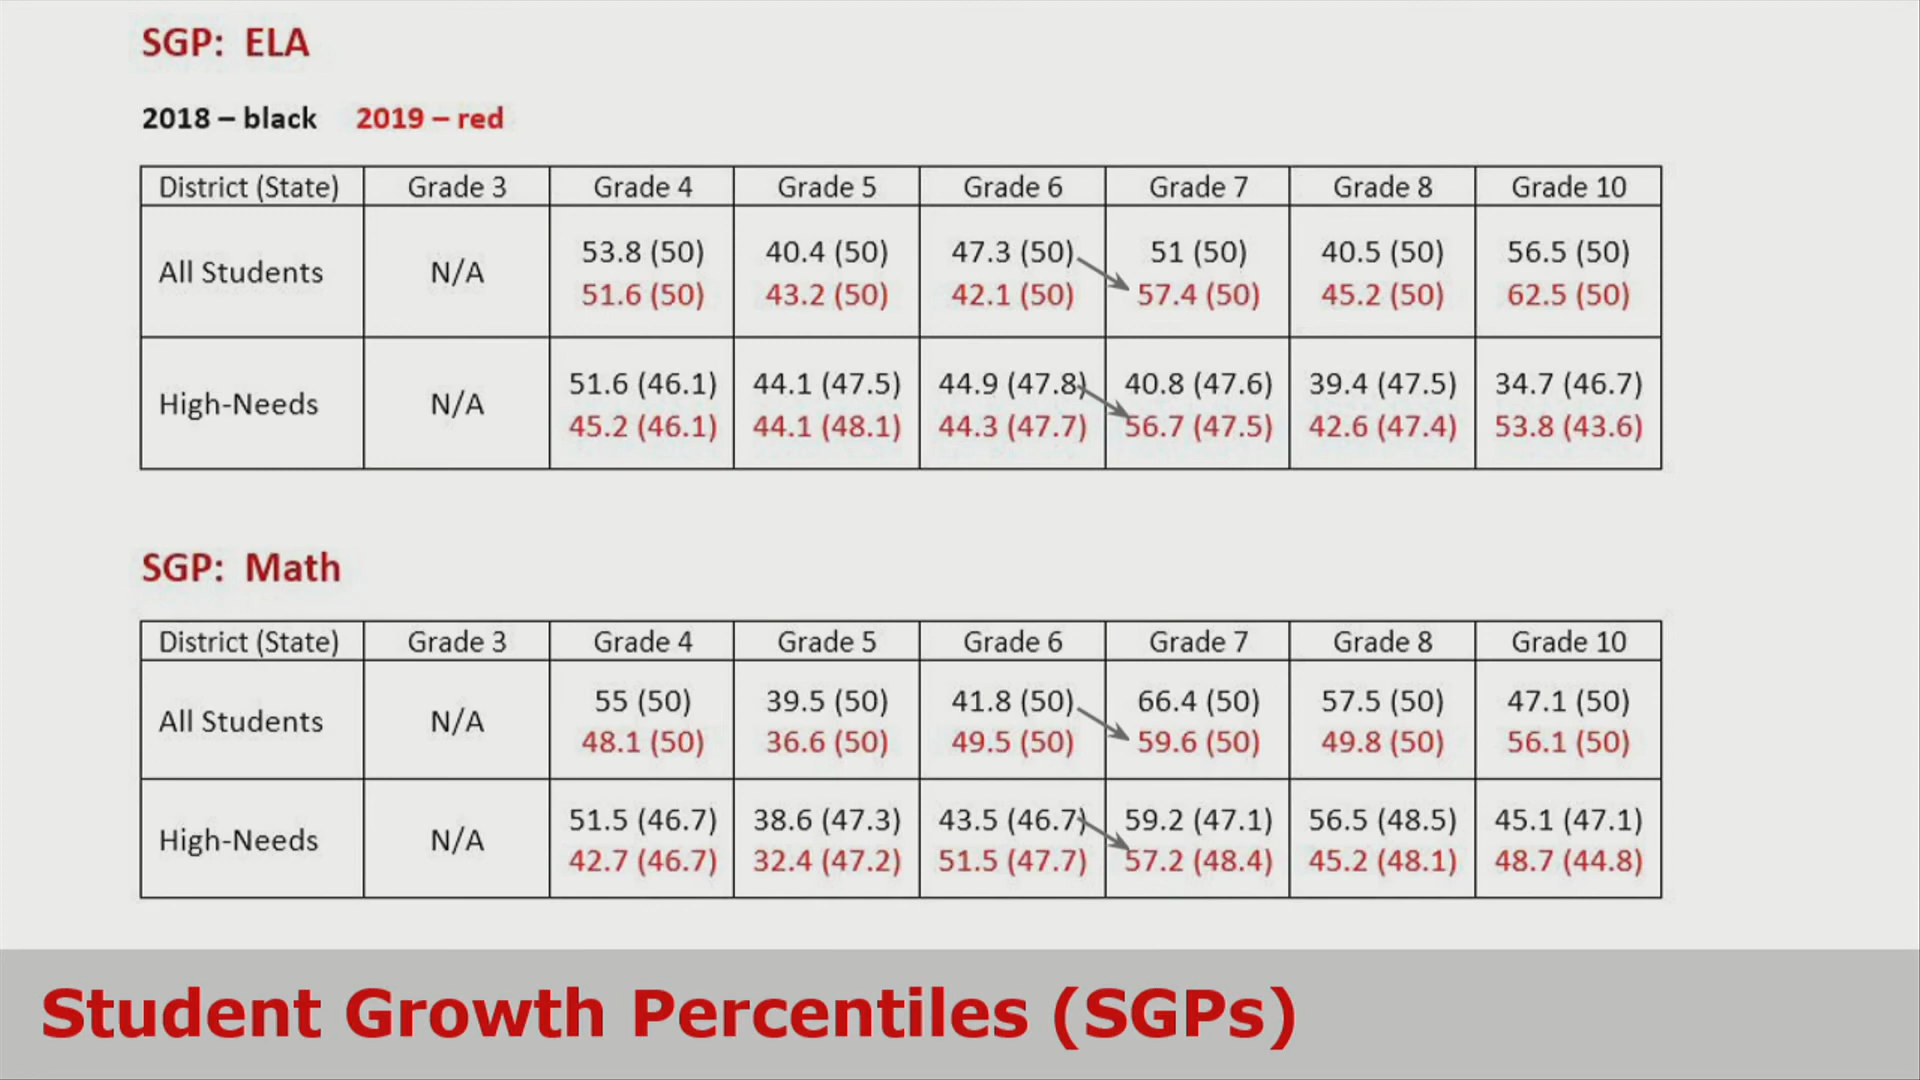 SGP: ELA
2018 – black 2019 – red
District (State) Grade 3 Grade 4 Grade 5 Grade 6 Grade 7 Grade 8 Grade 10
All Students N/A 53.8 (50) 40.4 (50) 47.3 (50) 51 (50) 40.5 (50) 56.5 (50)
51.6 (50) 43.2 (50) 42.1 (50) 57.4 (50) 45.2 (50) 62.5 (50)
High-Needs N/A 51.6 (46.1) 44.1 (47.5) 44.9 (47.8) 40.8 (47.6) 39.4 (47.5) 34.7 (46.7)
45.2 (46.1) 44.1 (48.1) 44.3 (47.7) 56.7 (47.5) 42.6 (47.4) 53.8 (43.6)
SGP: Math
District (State) Grade 3 Grade 4 Grade 5 Grade 6 Grade 7 Grade 8 Grade 10
All Students N/A 55 (50) 39.5 (50) 41.8 (50) 66.4 (50) 57.5 (50) 47.1 (50)
48.1 (50) 36.6 (50) 49.5 (50) 59.6 (50) 49.8 (50) 56.1 (50)
High-Needs N/A 51.5 (46.7) 38.6 (47.3) 43.5 (46.7) 59.2 (47.1) 56.5 (48.5) 45.1 (47.1)
42.7 (46.7) 32.4 (47.2) 51.5 (47.7) 57.2 (48.4) 45.2 (48.1) 48.7 (44.8)
Student Growth Percentiles (SGPs)